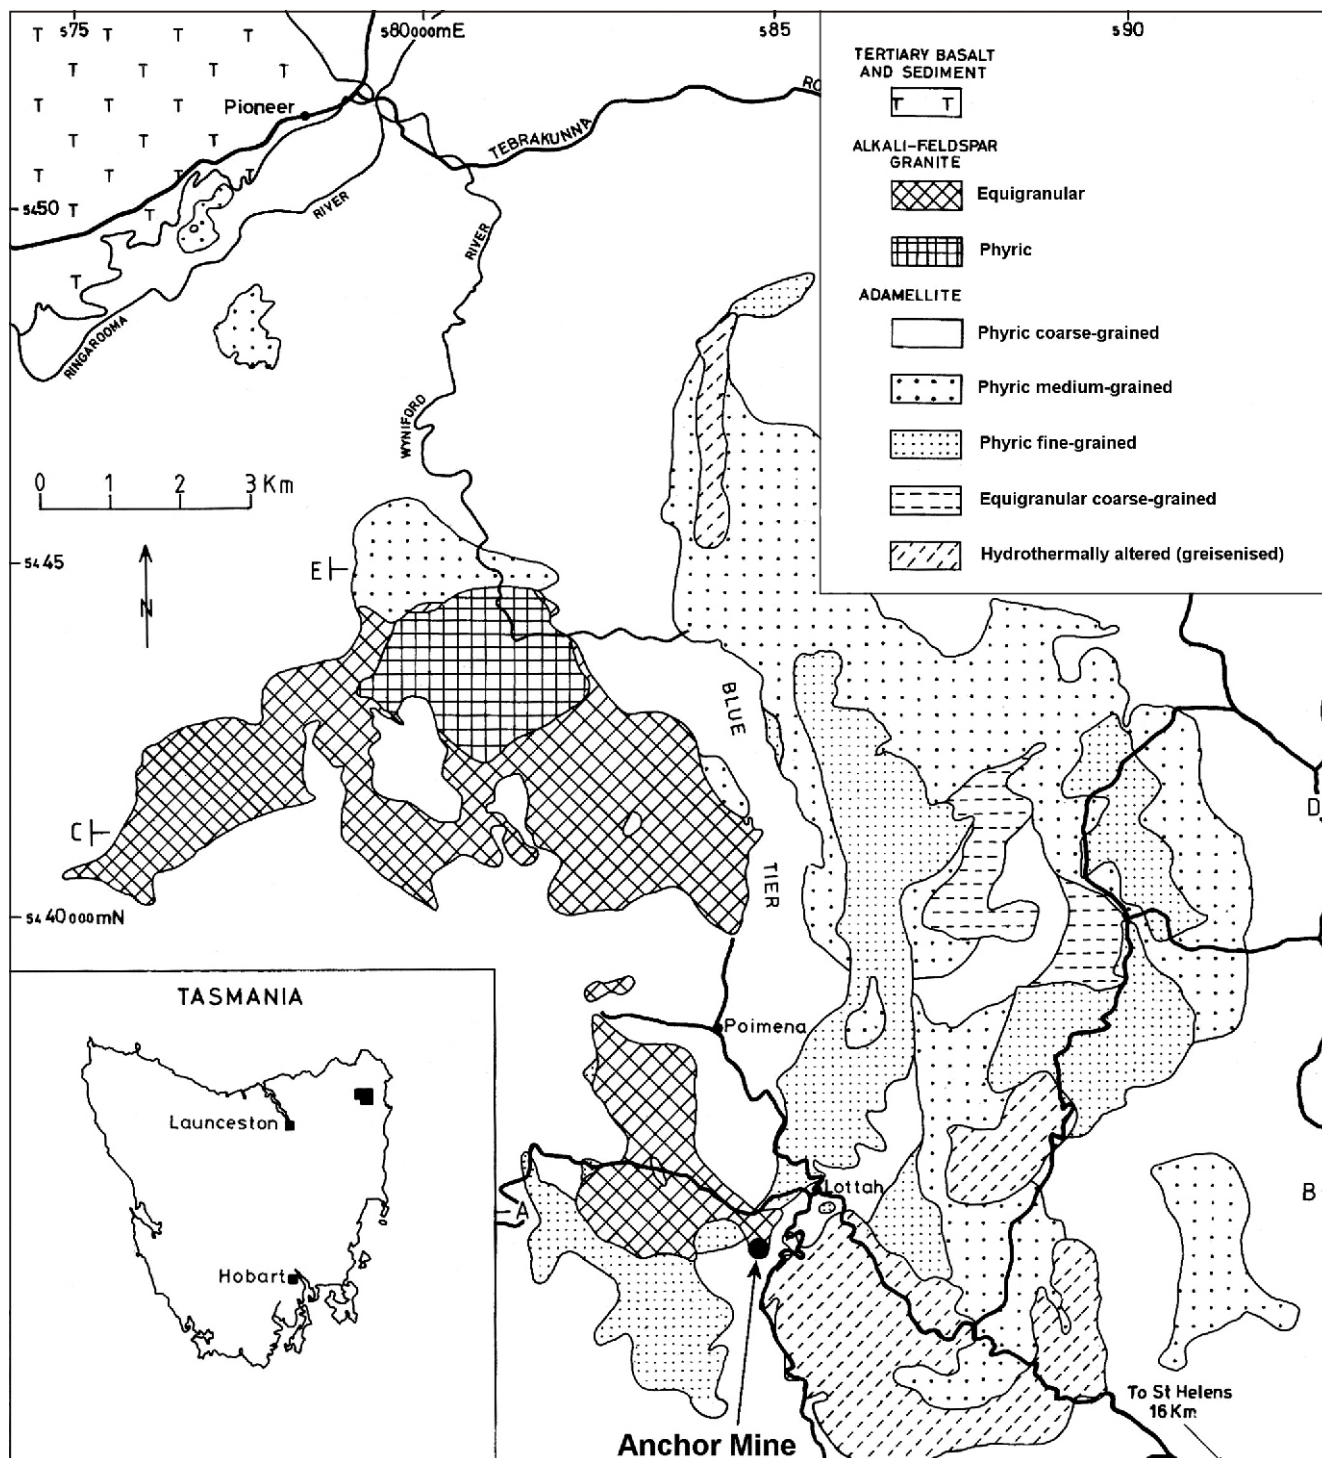 575
580000mE
585
590
TERTIARY BASALT
AND SEDIMENT
T T
ALKALI-FELDSPAR
GRANITE
Equigranular
Phyric
ADAMELLITE
Phyric coarse-grained
Phyric medium-grained
Phyric fine-grained
Equigranular coarse-grained
Hydrothermally altered (greisenised)
T T T T
T T T T
T T T
T T T
T T T T
T T
T
Pioneer
TEBRAKUNNA
RO
5450
RIVER
RIVER
RINGAROOMA
WYNIFORD
0 1 2 3 Km
5445
N
E
BLUE
TIER
C
D
5440000mN
TASMANIA
Launceston
Hobart
Poimena
Lottah
A
B
To St Helens
16Km
Anchor Mine